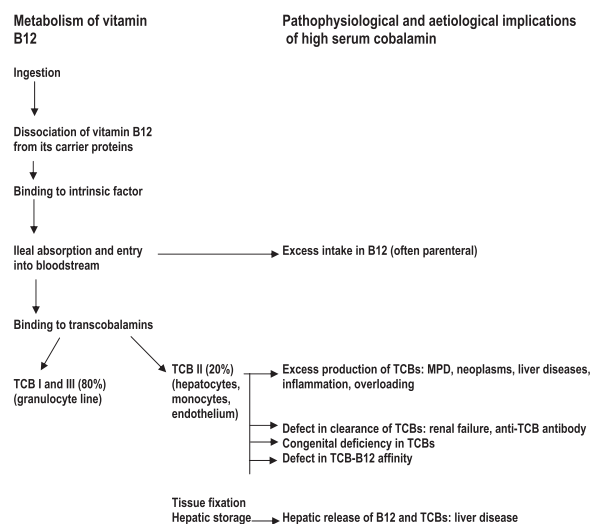 Metabolism of vitamin
B12
Pathophysiological and aetiological implications
of high serum cobalamin
Ingestion
Dissociation of vitamin B12
from its carrier proteins
Binding to intrinsic factor
Ileal absorption and entry
into bloodstream
Excess intake in B12 (often parenteral)
Binding to transcobalamins
TCB I and III (80%)
(granulocyte line)
TCB II (20%)
(hepatocytes,
monocytes,
endothelium)
Excess production of TCBs: MPD, neoplasms, liver diseases,
inflammation, overloading
Defect in clearance of TCBs: renal failure, anti-TCB antibody
Congenital deficiency in TCBs
Defect in TCB-B12 affinity
Tissue fixation
Hepatic storage
Hepatic release of B12 and TCBs: liver disease